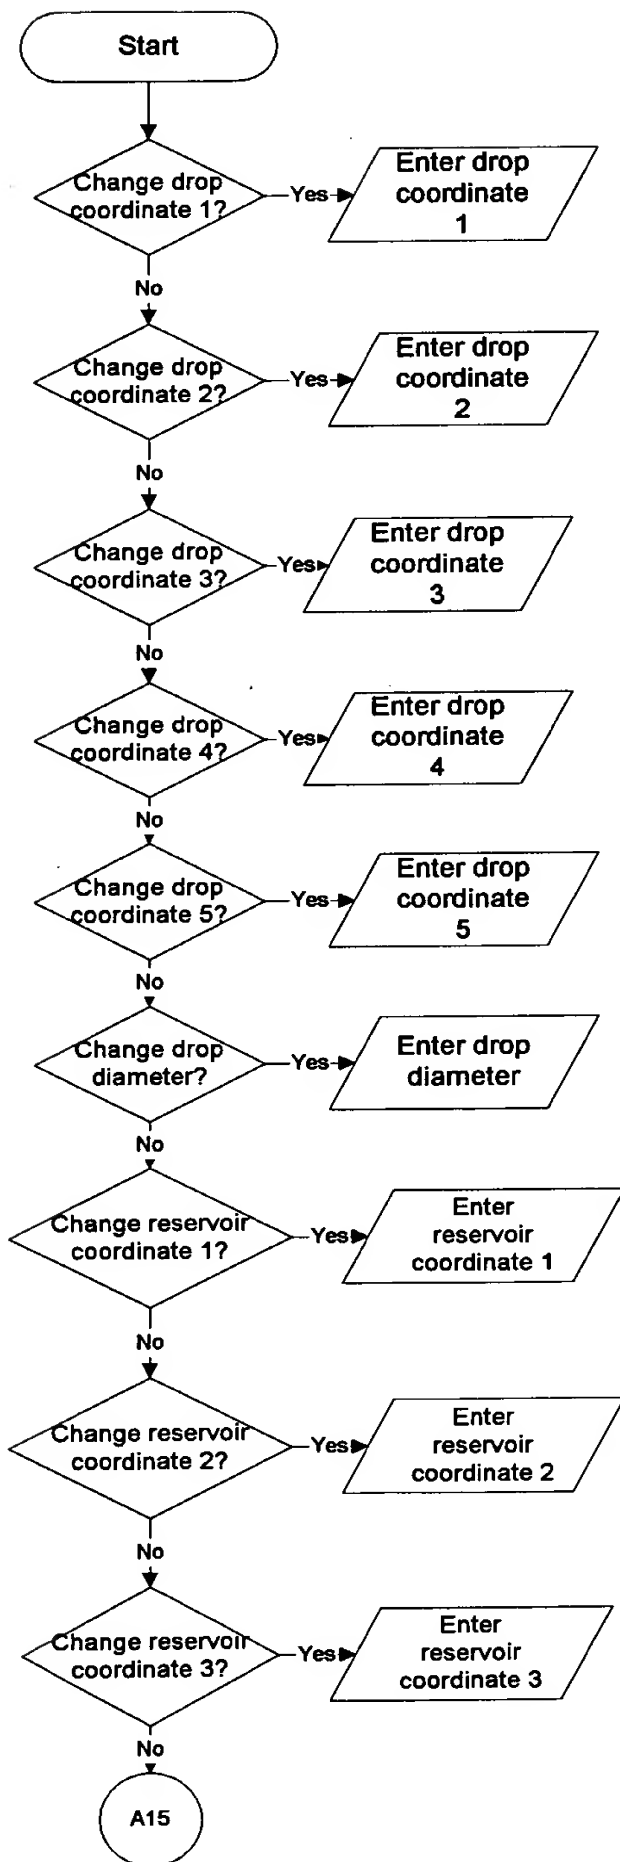 Start
Change drop
coordinate 1?
Yes
Enter drop
coordinate
1
No
Change drop
coordinate 2?
Yes
Enter drop
coordinate
2
No
Change drop
coordinate 3?
Yes
Enter drop
coordinate
3
No
Change drop
coordinate 4?
Yes
Enter drop
coordinate
4
No
Change drop
coordinate 5?
Yes
Enter drop
coordinate
5
No
Change drop
diameter?
Yes
Enter drop
diameter
No
Change reservoir
coordinate 1?
Yes
Enter
reservoir
coordinate 1
No
Change reservoir
coordinate 2?
Yes
Enter
reservoir
coordinate 2
No
Change reservoir
coordinate 3?
Yes
Enter
reservoir
coordinate 3
No
A15